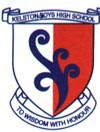 KELSTON BOYS HIGH SCHOOL
TO WISDOM WITH HONOUR